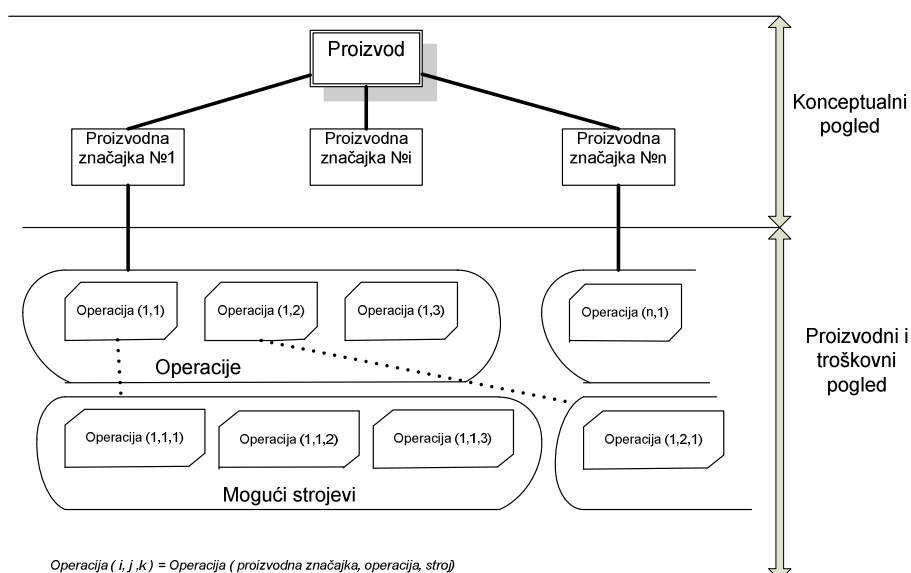 Proizvod
Konceptualni
pogled
Proizvodna
značajka №1
Proizvodna
značajka №i
Proizvodna
značajka №n
Operacija (1,1)
Operacija (1,2)
Operacija (1,3)
Operacija (n,1)
Operacije
Proizvodni i
troškovni
pogled
Operacija (1,1,1)
Operacija (1,1,2)
Operacija (1,1,3)
Operacija (1,2,1)
Mogući strojevi
Operacija ( i, j ,k ) = Operacija ( proizvodna značajka, operacija, stroj)